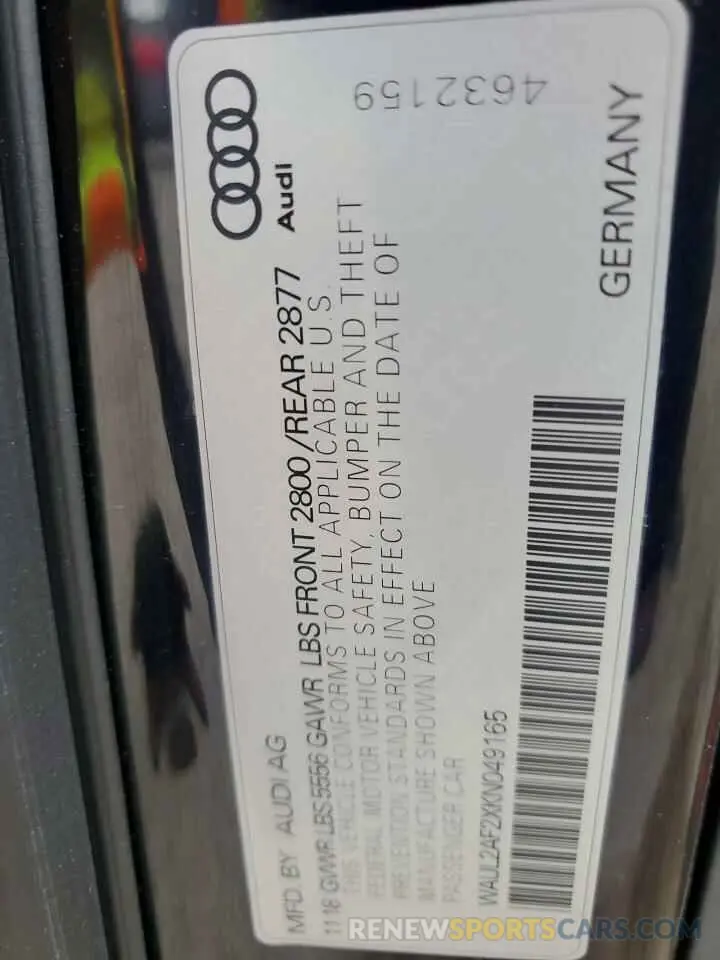 MFD. BY AUDI AG
11 18 GVWR LBS 5556 GAWR LBS FRONT 2800 /REAR 2877
THIS VEHICLE CONFORMS TO ALL APPLICABLE U.S.
FEDERAL MOTOR VEHICLE SAFETY, BUMPER AND THEFT
PREVENTION STANDARDS IN EFFECT ON THE DATE OF
MANUFACTURE SHOWN ABOVE
PASSENGER CAR
WAUL2AF2XKN049165
Audi
4632159
GERMANY
RENEWSPORTSCARS.COM